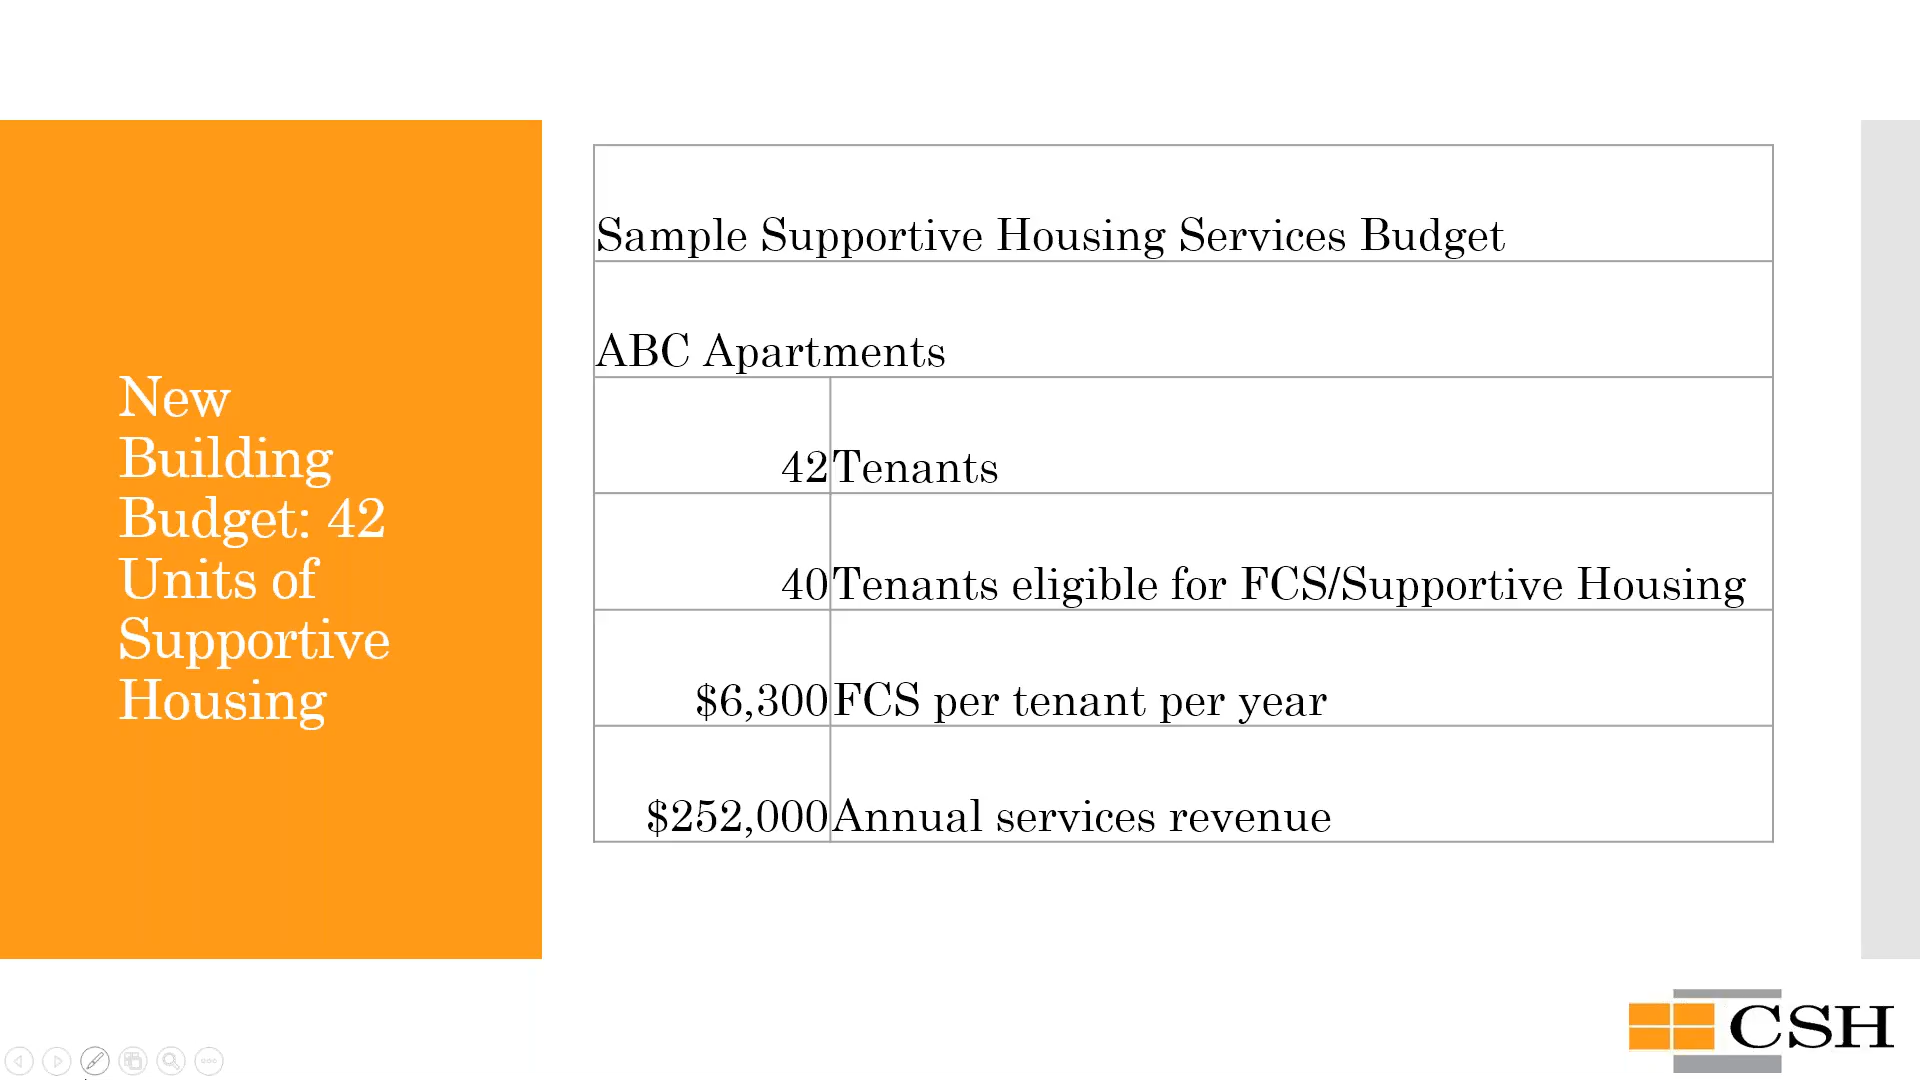 New
Building
Budget: 42
Units of
Supportive
Housing
Sample Supportive Housing Services Budget
ABC Apartments
42 Tenants
40 Tenants eligible for FCS/Supportive Housing
$6,300 FCS per tenant per year
$252,000 Annual services revenue
CSH